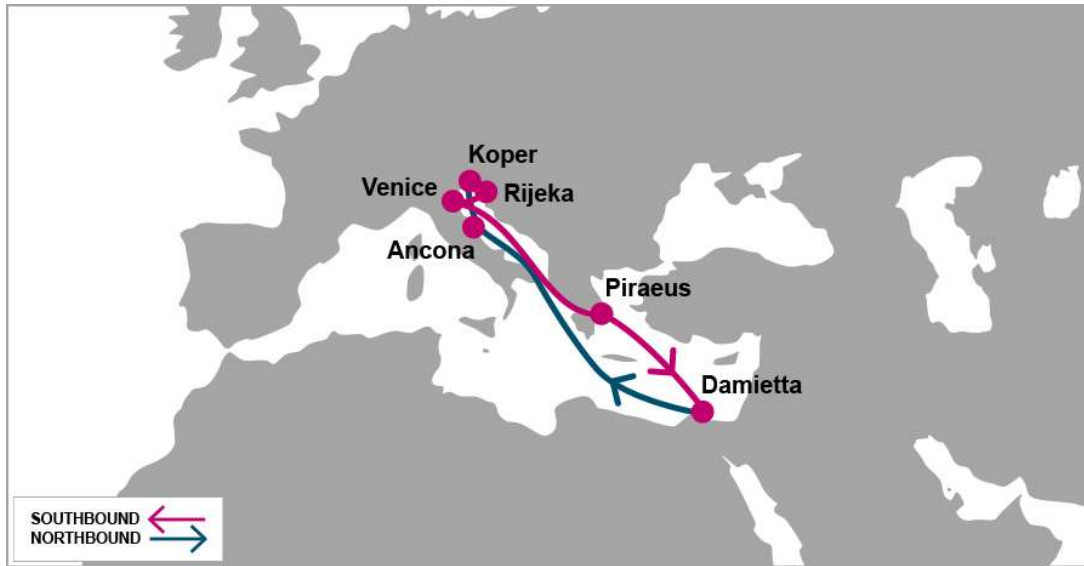 Koper
Venice
Rijeka
Ancona
Piraeus
Damietta
SOUTHBOUND
NORTHBOUND